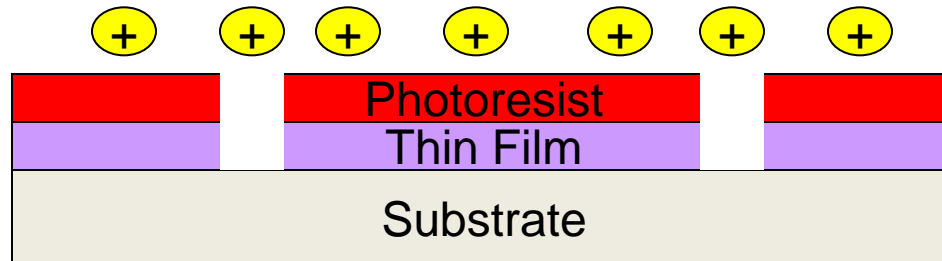 + + + + + + +
Photoresist
Thin Film
Substrate